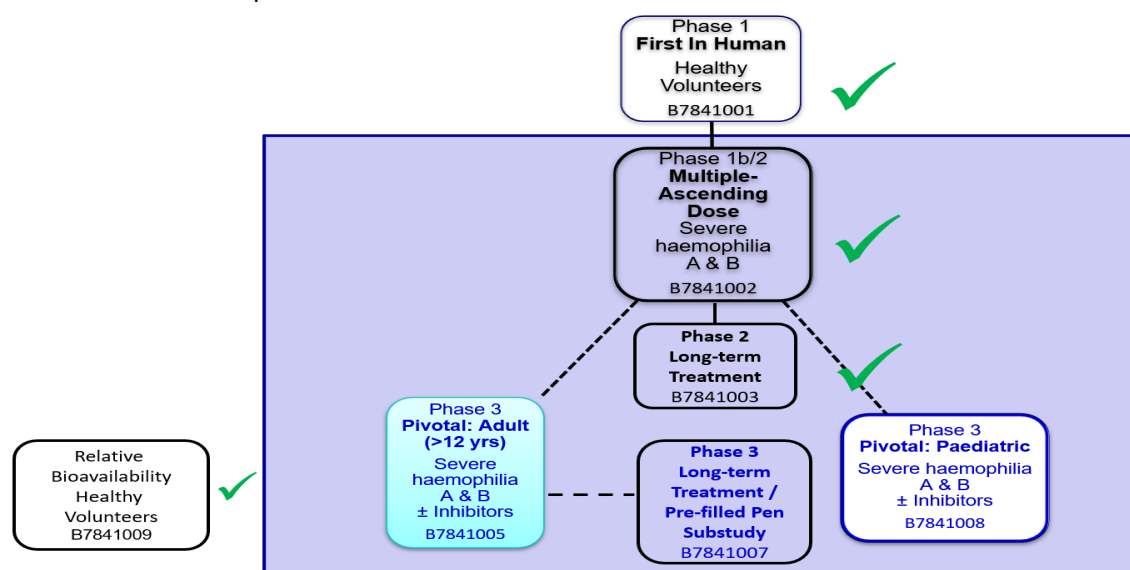 Phase 1
First In Human
Healthy
Volunteers
B7841001
Phase 1b/2
Multiple-
Ascending
Dose
Severe
haemophilia
A & B
B7841002
Phase 2
Long-term
Treatment
B7841003
Phase 3
Pivotal: Adult
(>12 yrs)
Severe
haemophilia
A & B
± Inhibitors
B7841005
Phase 3
Long-term
Treatment /
Pre-filled Pen
Substudy
B7841007
Phase 3
Pivotal: Paediatric
Severe haemophilia
A & B
± Inhibitors
B7841008
Relative
Bioavailability
Healthy
Volunteers
B7841009